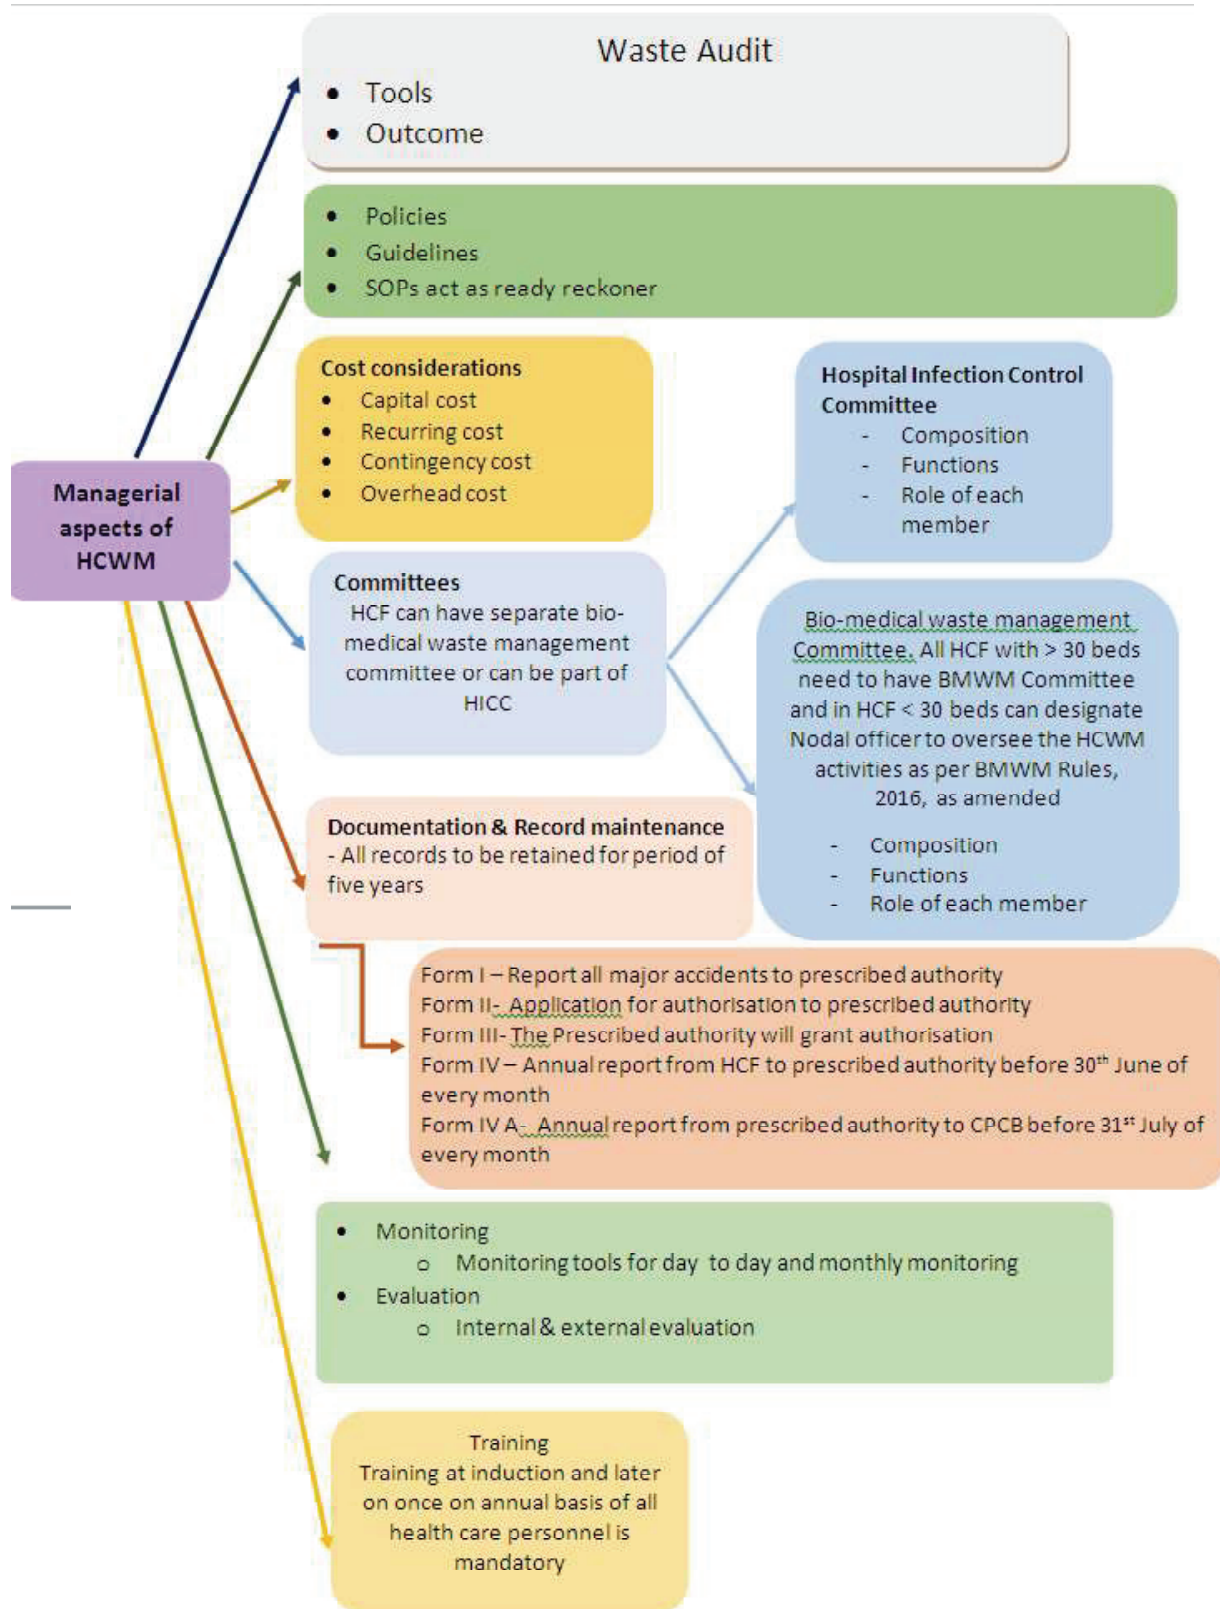 Waste Audit
• Tools
• Outcome
• Policies
• Guidelines
• SOPs act as ready reckoner
Cost considerations
• Capital cost
• Recurring cost
• Contingency cost
• Overhead cost
Hospital Infection Control
Committee
- Composition
- Functions
- Role of each
member
Managerial
aspects of
HCWM
Committees
HCF can have separate bio-
medical waste management
committee or can be part of
HICC
Bio-medical waste management
Committee. All HCF with > 30 beds
need to have BMWM Committee
and in HCF < 30 beds can designate
Nodal officer to oversee the HCWM
activities as per BMWM Rules,
2016, as amended
- Composition
- Functions
- Role of each member
Documentation & Record maintenance
- All records to be retained for period of
five years
Form I – Report all major accidents to prescribed authority
Form II- Application for authorisation to prescribed authority
Form III- The Prescribed authority will grant authorisation
Form IV – Annual report from HCF to prescribed authority before 30th June of
every month
Form IV A- Annual report from prescribed authority to CPCB before 31st July of
every month
• Monitoring
o Monitoring tools for day to day and monthly monitoring
• Evaluation
o Internal & external evaluation
Training
Training at induction and later
on once on annual basis of all
health care personnel is
mandatory